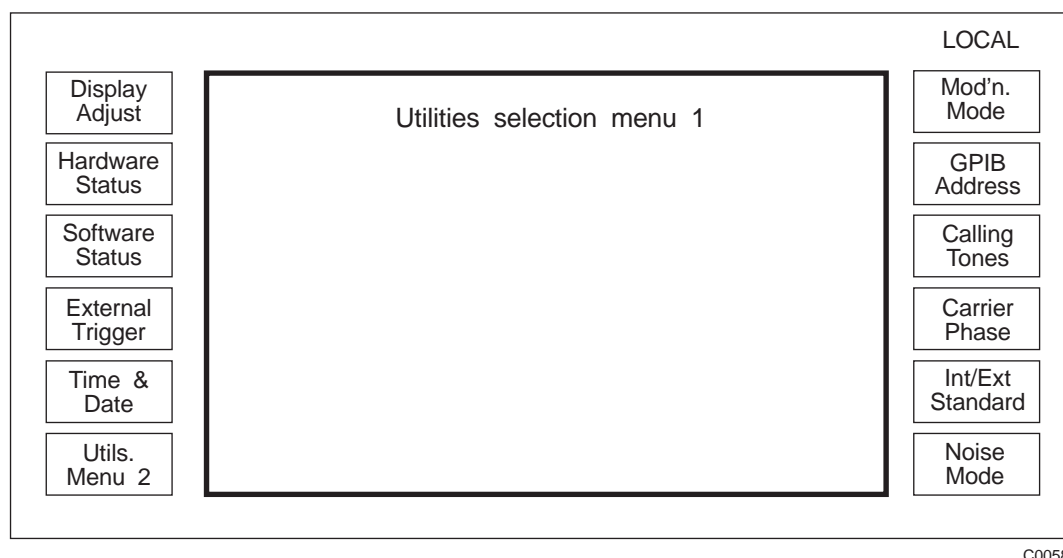 LOCAL
Display
Adjust
Utilities selection menu 1
Mod'n.
Mode
Hardware
Status
GPIB
Address
Software
Status
Calling
Tones
External
Trigger
Carrier
Phase
Time &
Date
Int/Ext
Standard
Utils.
Menu 2
Noise
Mode